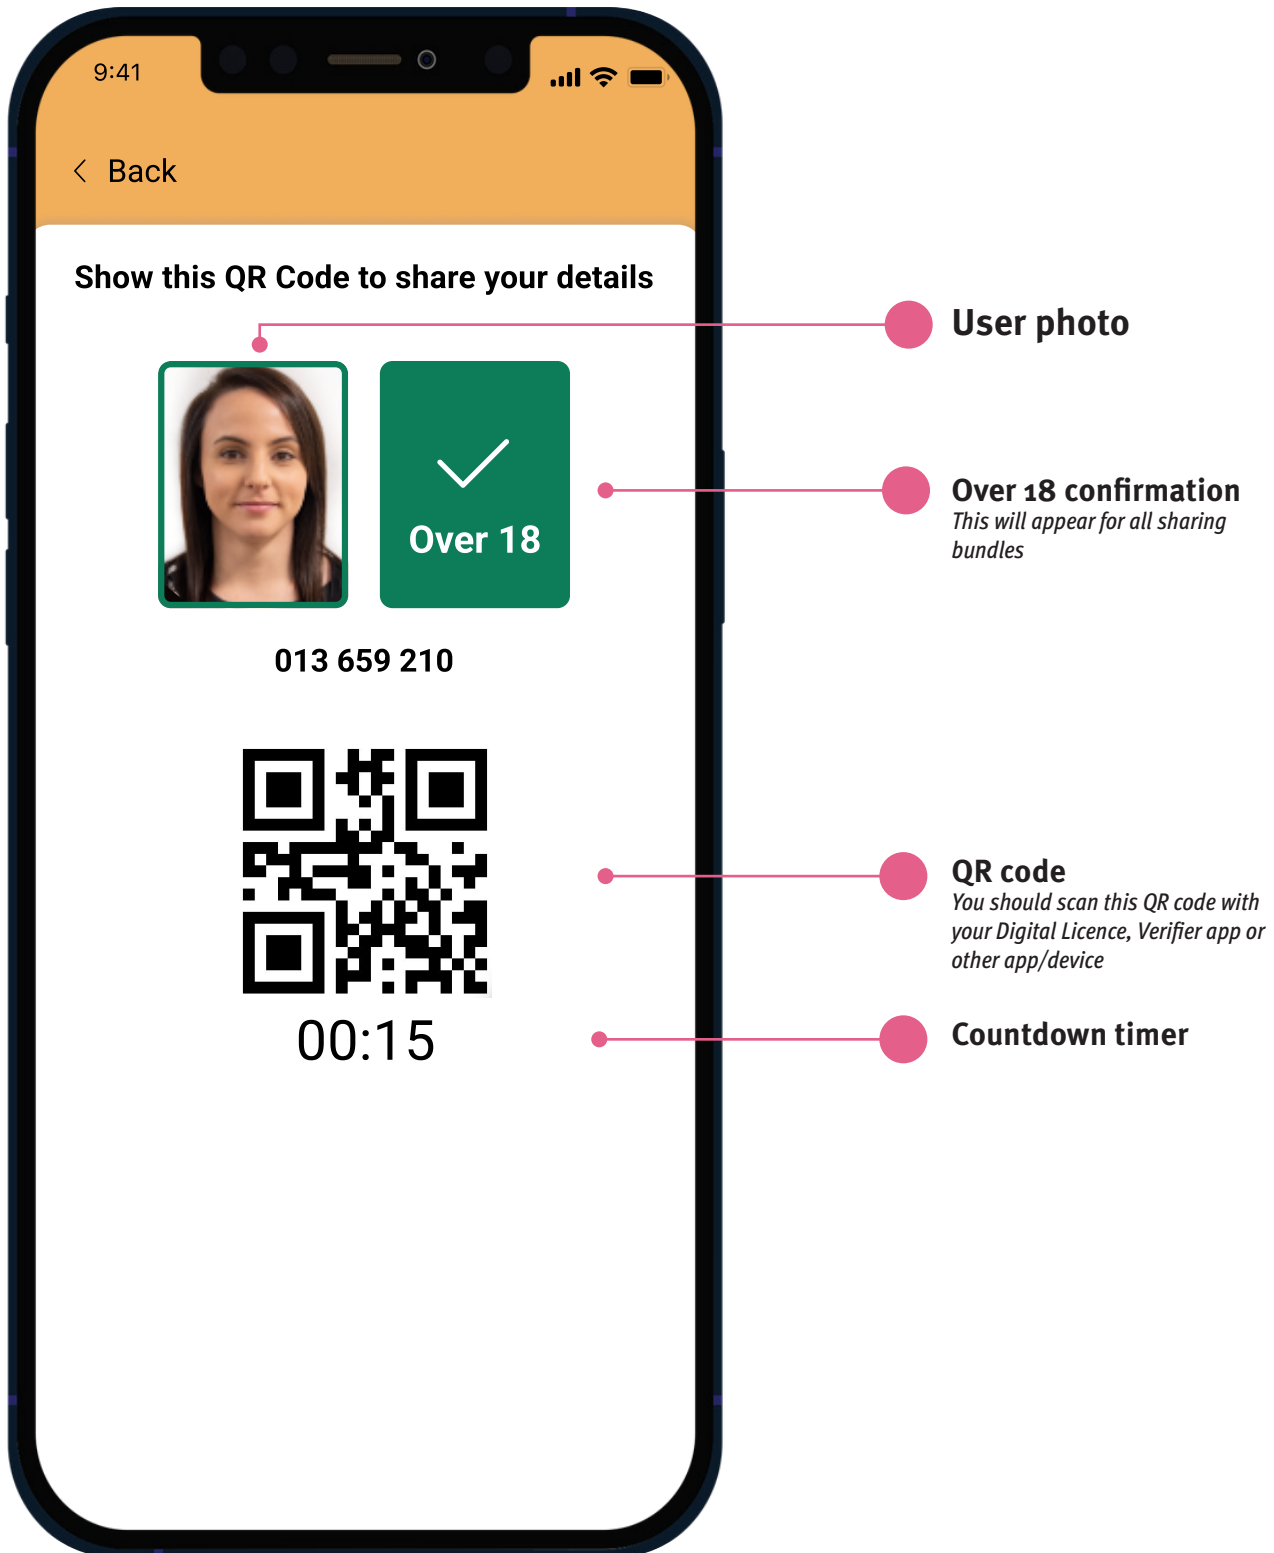 9:41
Back
Show this QR Code to share your details
User photo
Over 18
Over 18 confirmation
This will appear for all sharing
bundles
013 659 210
QR code
You should scan this QR code with
your Digital Licence, Verifier app or
other app/device
00:15
Countdown timer